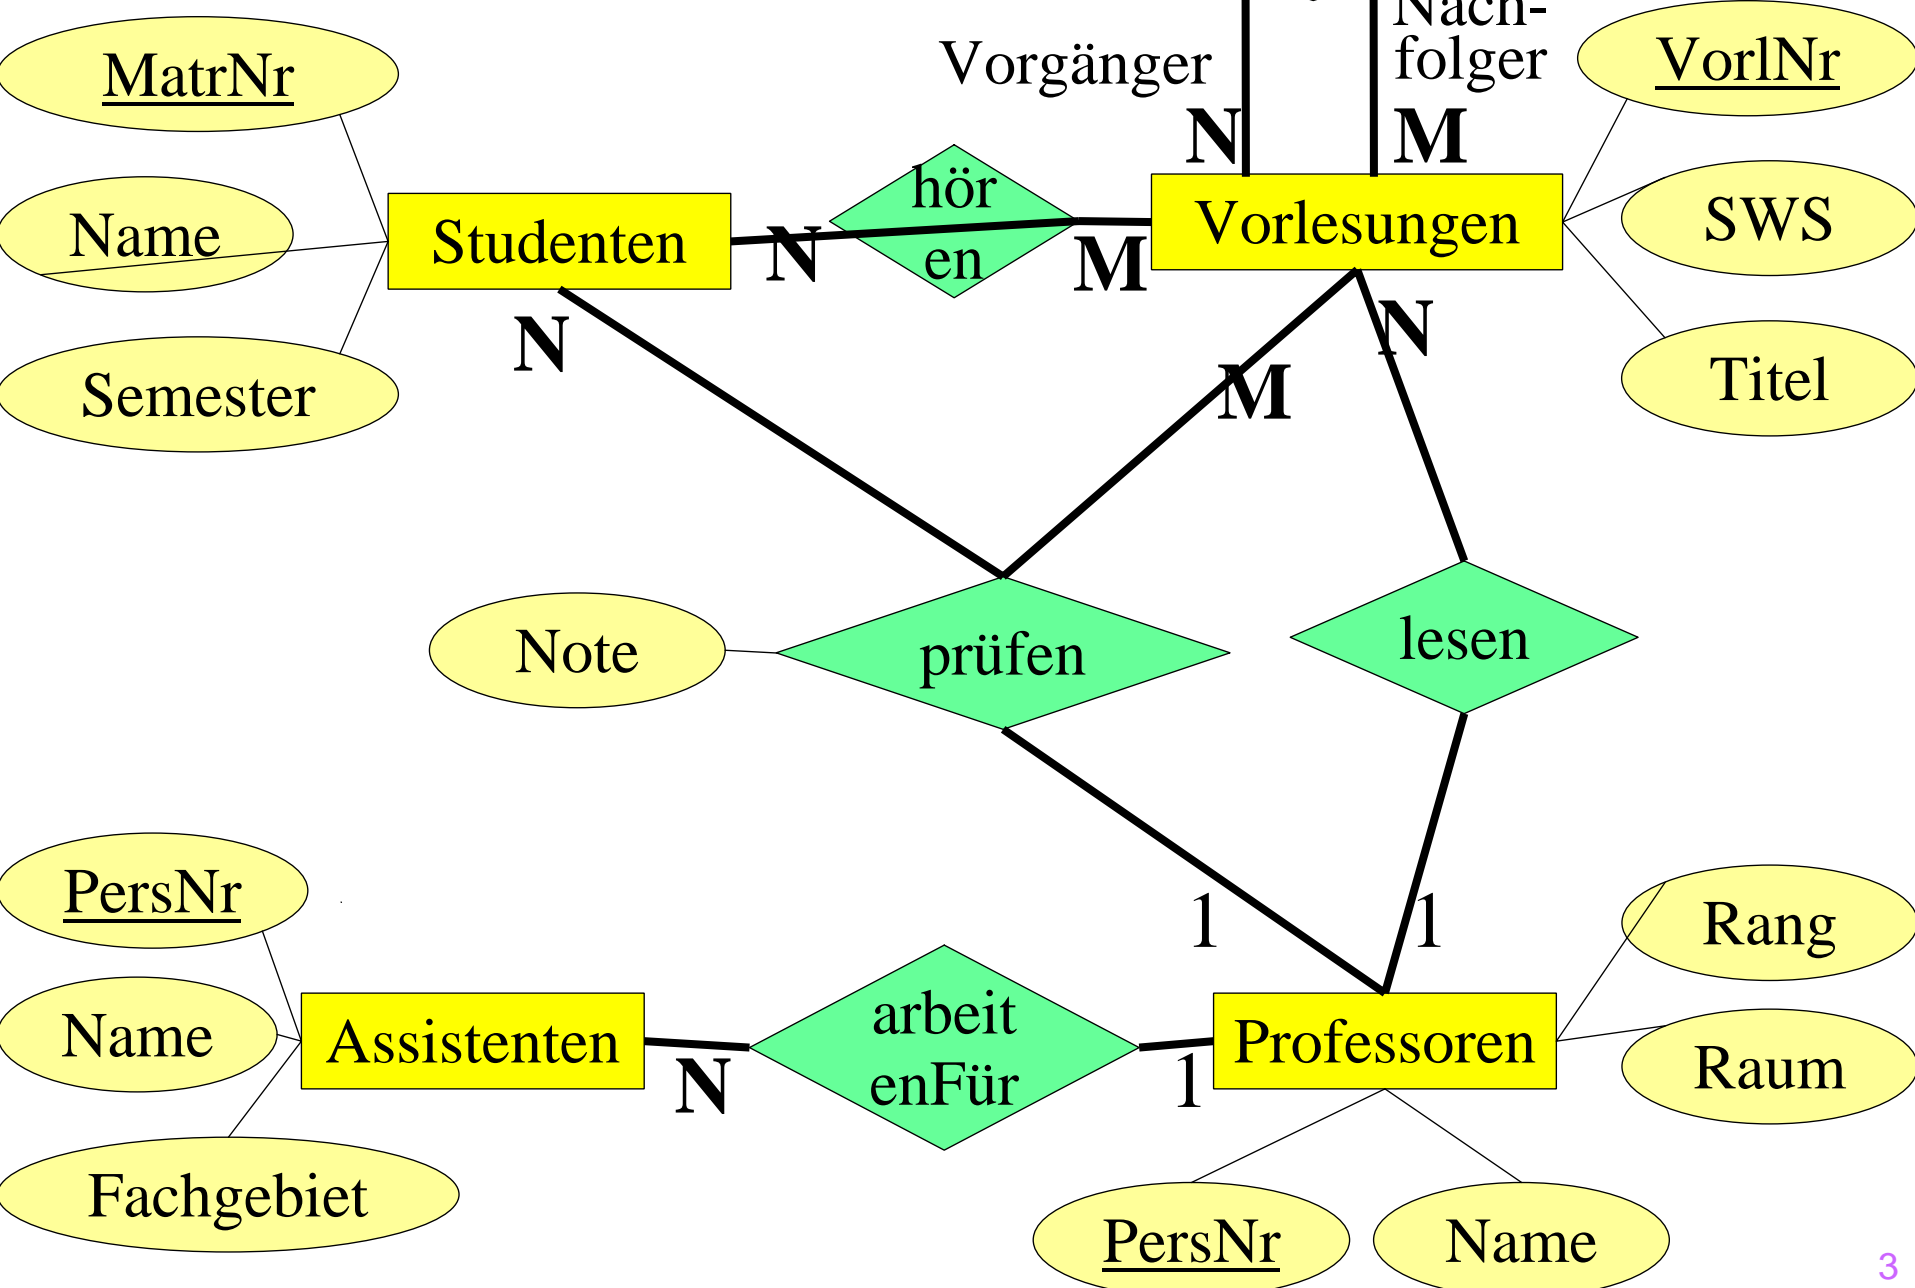 Nach-
folger
Vorgänger
MatrNr
VorlNr
N
M
Name
hör
en
Studenten
Vorlesungen
SWS
N
M
N
N
Semester
M
Titel
Note
prüfen
lesen
PersNr
1
1
Rang
Name
Assistenten
arbeit
enFür
Professoren
N
1
Raum
Fachgebiet
PersNr
Name
3